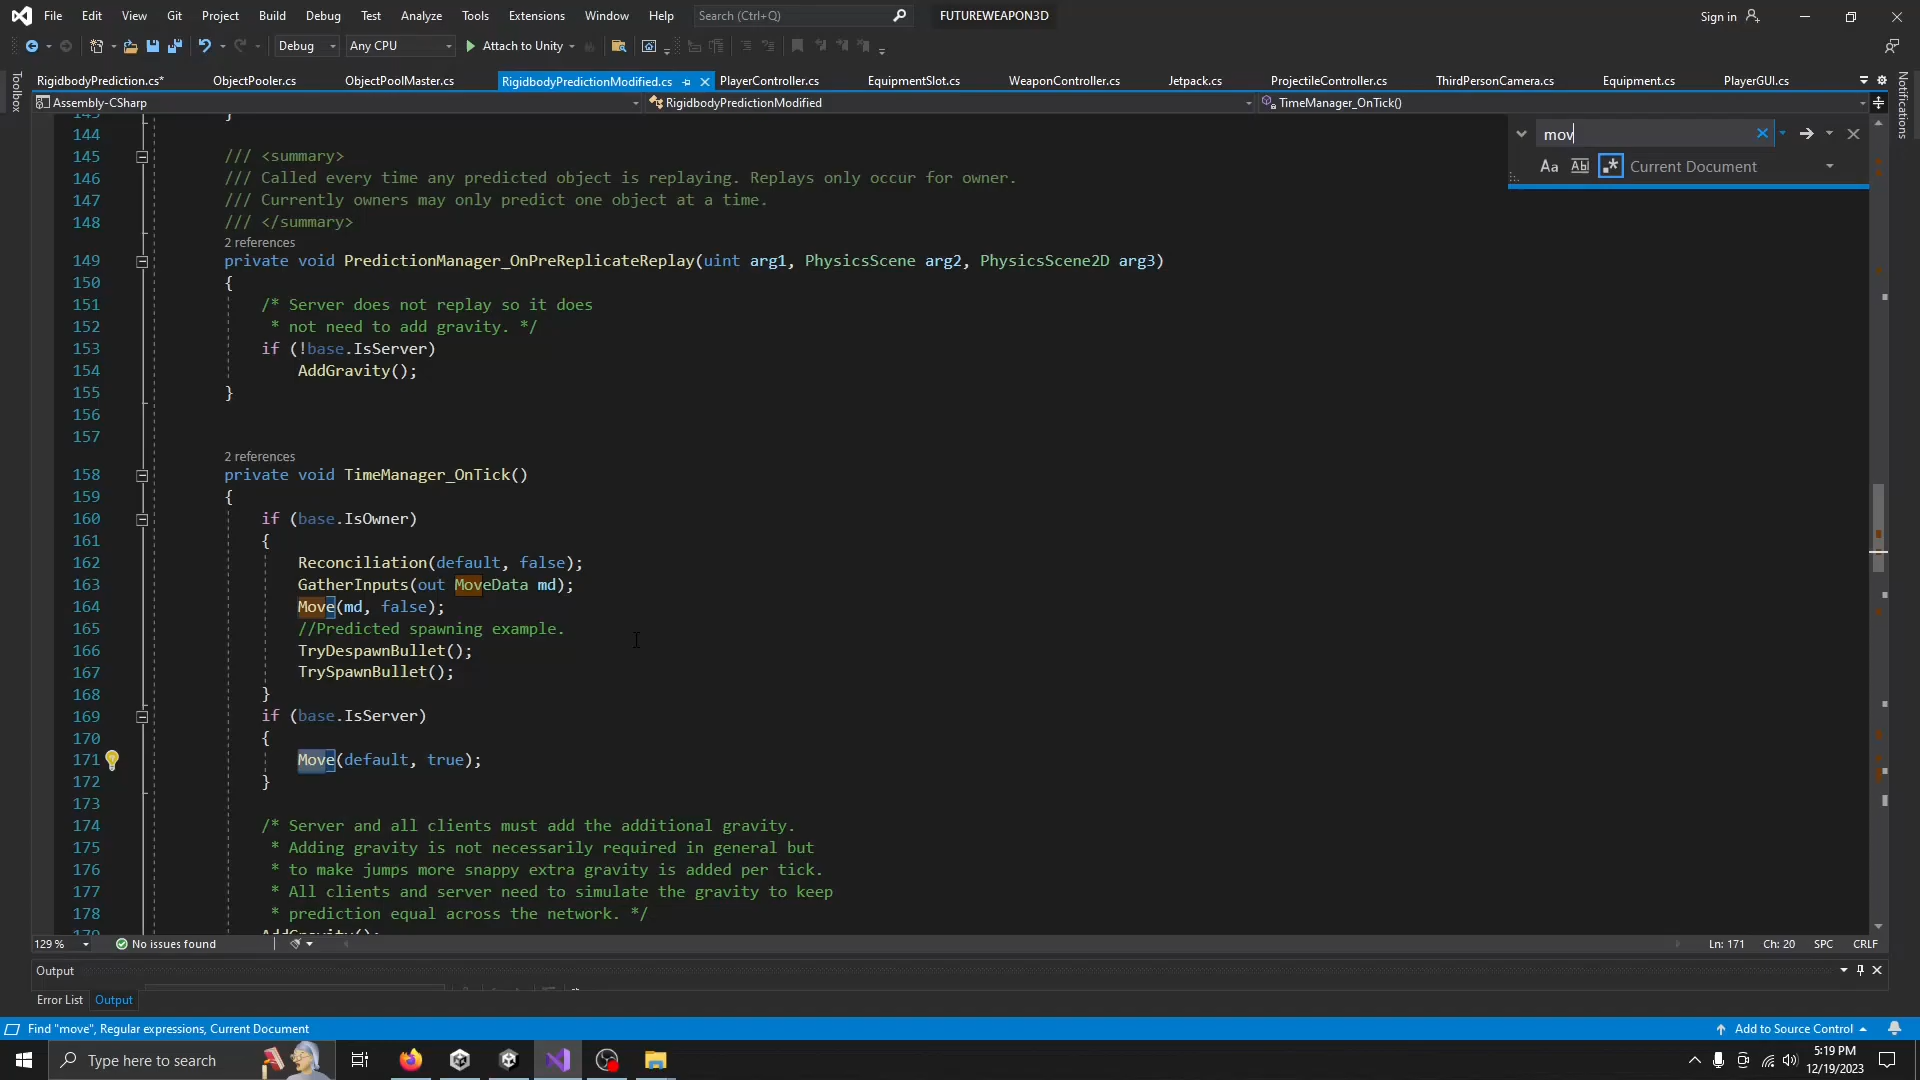 File Edit View Git Project Build Debug Test Analyze Tools Extensions Window Help Search (Ctrl+Q) FUTUREWEAPON3D Sign in
Debug Any CPU Attach to Unity
Toolbox
RigidbodyPrediction.cs* ObjectPooler.cs ObjectPoolMaster.cs RigidbodyPredictionModified.cs PlayerController.cs EquipmentSlot.cs WeaponController.cs Jetpack.cs ProjectileController.cs ThirdPersonCamera.cs Equipment.cs PlayerGUI.cs
Notifications
Assembly-CSharp RigidbodyPredictionModified TimeManager_OnTick()
mov
Aa Ab .* Current Document
143 }
144
145 /// <summary>
146 /// Called every time any predicted object is replaying. Replays only occur for owner.
147 /// Currently owners may only predict one object at a time.
148 /// </summary>
2 references
149 private void PredictionManager_OnPreReplicateReplay(uint arg1, PhysicsScene arg2, PhysicsScene2D arg3)
150 {
151 /* Server does not replay so it does
152 * not need to add gravity. */
153 if (!base.IsServer)
154 AddGravity();
155 }
156
157
2 references
158 private void TimeManager_OnTick()
159 {
160 if (base.IsOwner)
161 {
162 Reconciliation(default, false);
163 GatherInputs(out MoveData md);
164 Move(md, false);
165 //Predicted spawning example.
166 TryDespawnBullet();
167 TrySpawnBullet();
168 }
169 if (base.IsServer)
170 {
171 Move(default, true);
172 }
173
174 /* Server and all clients must add the additional gravity.
175 * Adding gravity is not necessarily required in general but
176 * to make jumps more snappy extra gravity is added per tick.
177 * All clients and server need to simulate the gravity to keep
178 * prediction equal across the network. */
179 AddGravity();
129 % No issues found Ln: 171 Ch: 20 SPC CRLF
Output
Error List Output
Find "move", Regular expressions, Current Document Add to Source Control
Type here to search 5:19 PM
12/19/2023